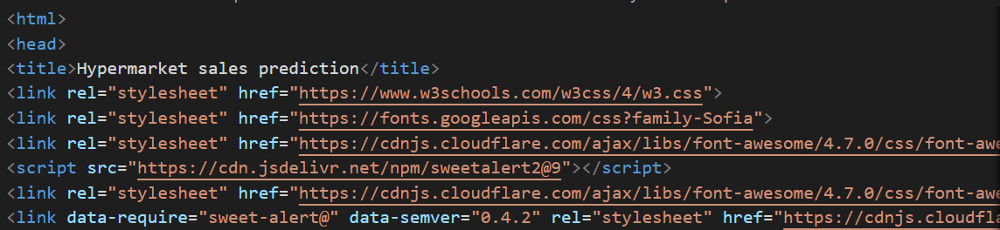 <html>
<head>
<title>Hypermarket sales prediction</title>
<link rel="stylesheet" href="https://www.w3schools.com/w3css/4/w3.css">
<link rel="stylesheet" href="https://fonts.googleapis.com/css?family-Sofia">
<link rel="stylesheet" href="https://cdnjs.cloudflare.com/ajax/libs/font-awesome/4.7.0/css/font-awe
<script src="https://cdn.jsdelivr.net/npm/sweetalert2@9"></script>
<link rel="stylesheet" href="https://cdnjs.cloudflare.com/ajax/libs/font-awesome/4.7.0/css/font-awe
<link data-require="sweet-alert@" data-semver="0.4.2" rel="stylesheet" href="https://cdnjs.cloudfla